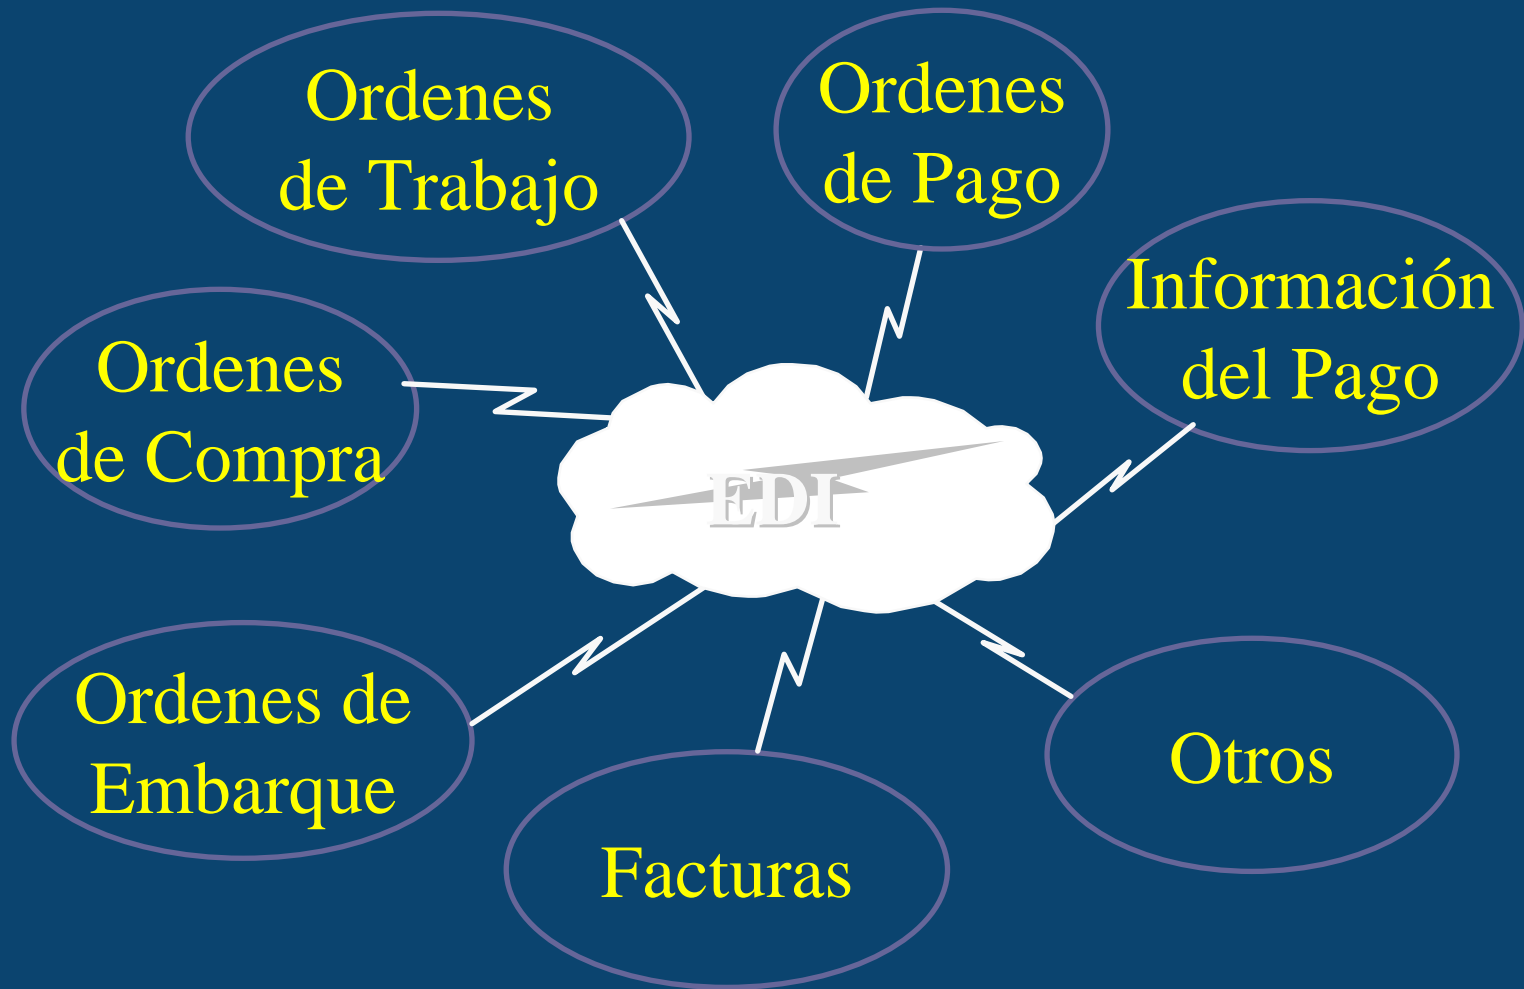 Ordenes
de Trabajo
Ordenes
de Pago
Información
del Pago
Ordenes
de Compra
EDI
Ordenes de
Embarque
Otros
Facturas